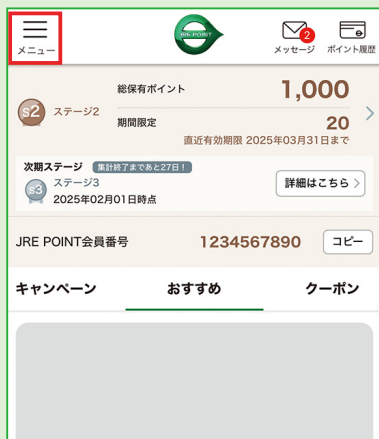 メニュー
JRE POINT
2
メッセージ
ポイント履歴
総保有ポイント 1,000
s2 ステージ2
期間限定 20
直近有効期限 2025年03月31日まで
次期ステージ 集計終了まであと27日！
s3 ステージ3
2025年02月01日時点
詳細はこちら
JRE POINT会員番号 1234567890 コピー
キャンペーン おすすめ クーポン